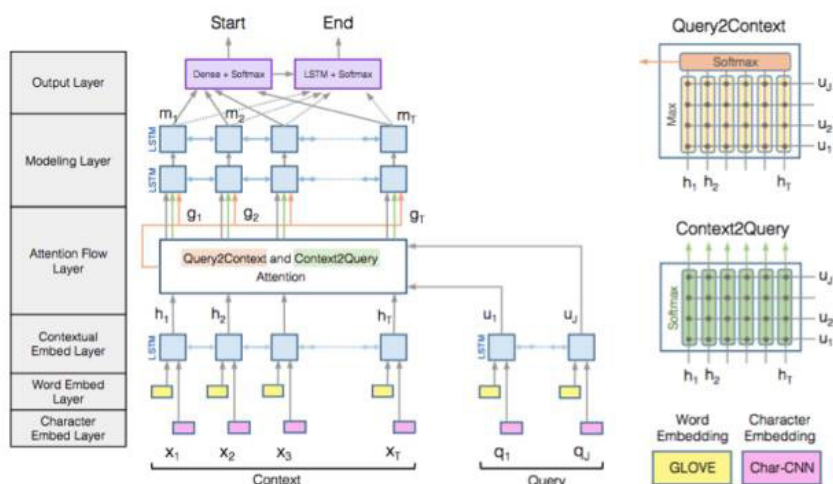 Start End
Output Layer
Dense + Softmax
LSTM + Softmax
m1 m2 mT
Modeling Layer
LSTM
LSTM
g1 g2 gT
Attention Flow
Layer
Query2Context and Context2Query
Attention
h1 h2 hT
u1 uJ
Contextual
Embed Layer
LSTM
LSTM
Word Embed
Layer
Character
Embed Layer
x1 x2 x3 xT
q1 qJ
Context
Query
Query2Context
Softmax
Max
uJ
u2
u1
h1 h2 hT
Context2Query
Softmax
uJ
u2
u1
h1 h2 hT
Word
Embedding
GLOVE
Character
Embedding
Char-CNN